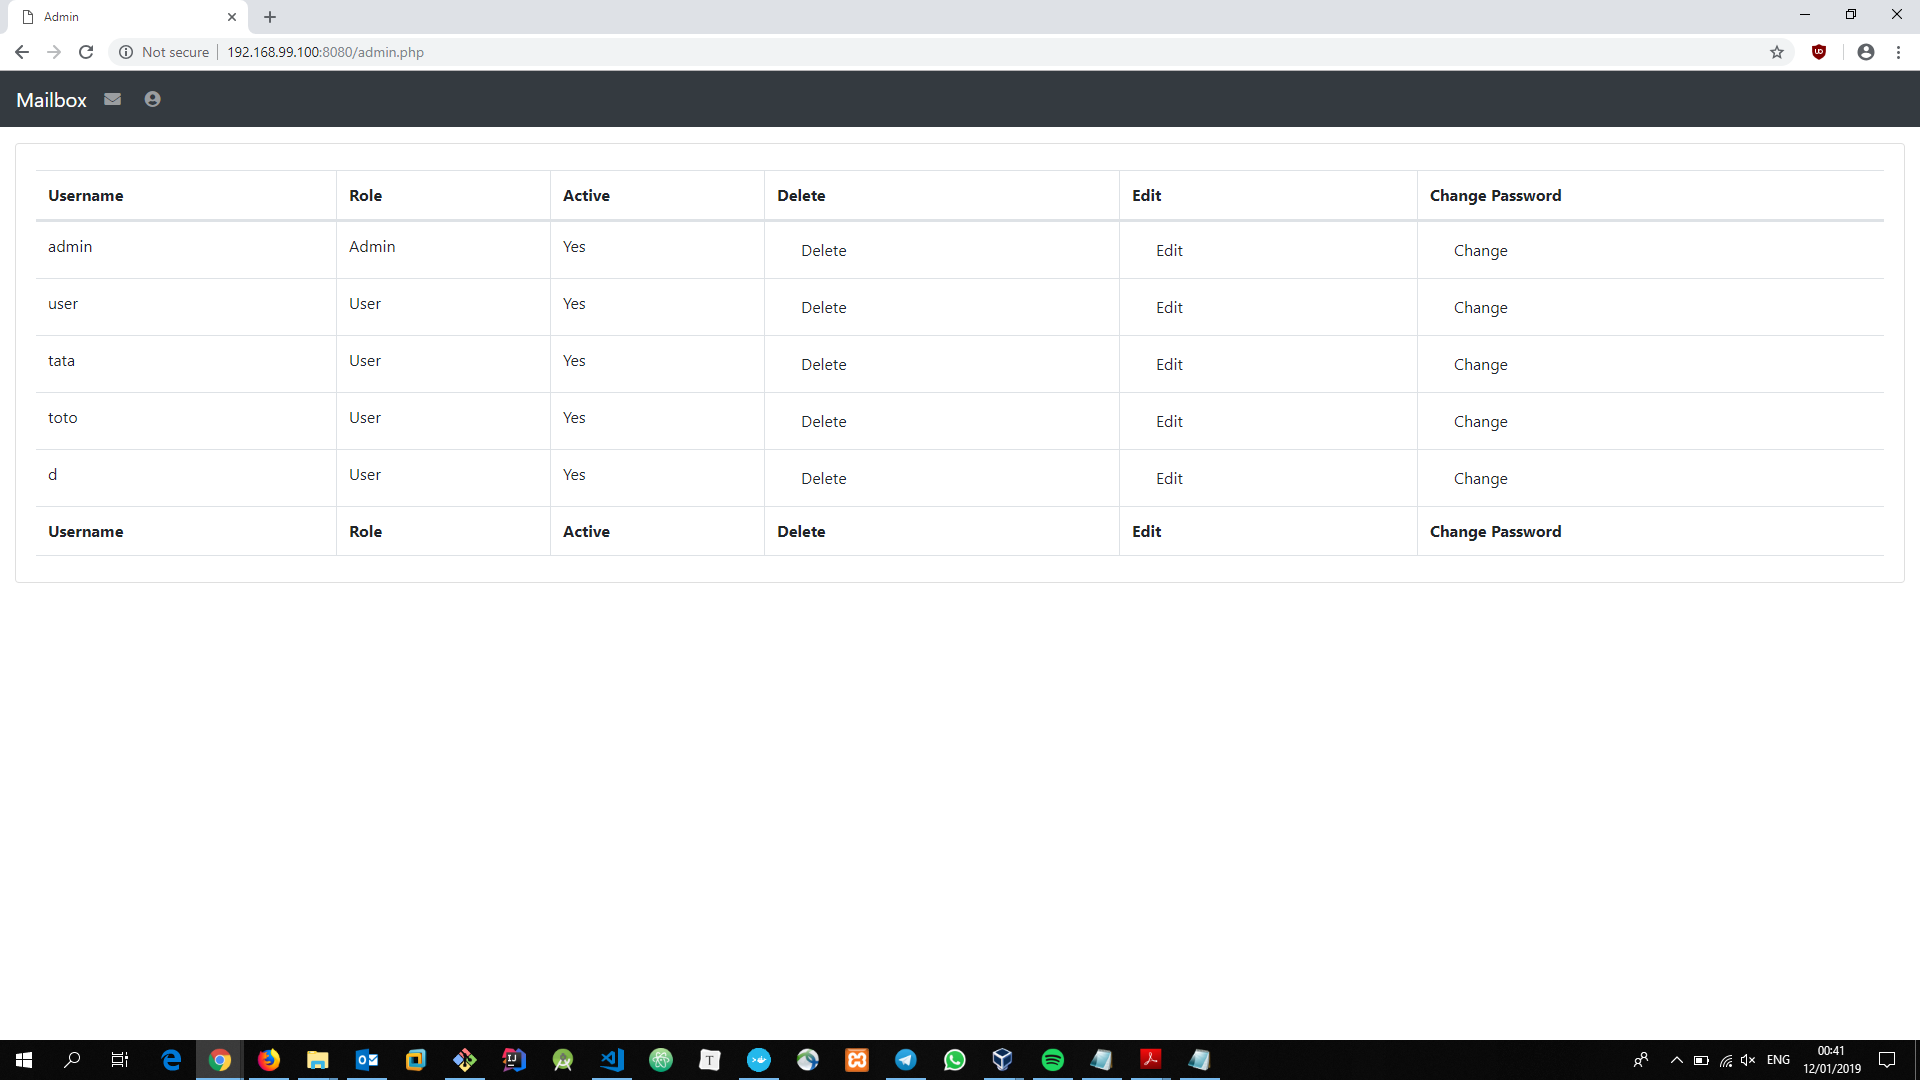 Admin
Not secure 192.168.99.100:8080/admin.php
Mailbox
Username Role Active Delete Edit Change Password
admin Admin Yes Delete Edit Change
user User Yes Delete Edit Change
tata User Yes Delete Edit Change
toto User Yes Delete Edit Change
d User Yes Delete Edit Change
Username Role Active Delete Edit Change Password
ENG
00:41
12/01/2019